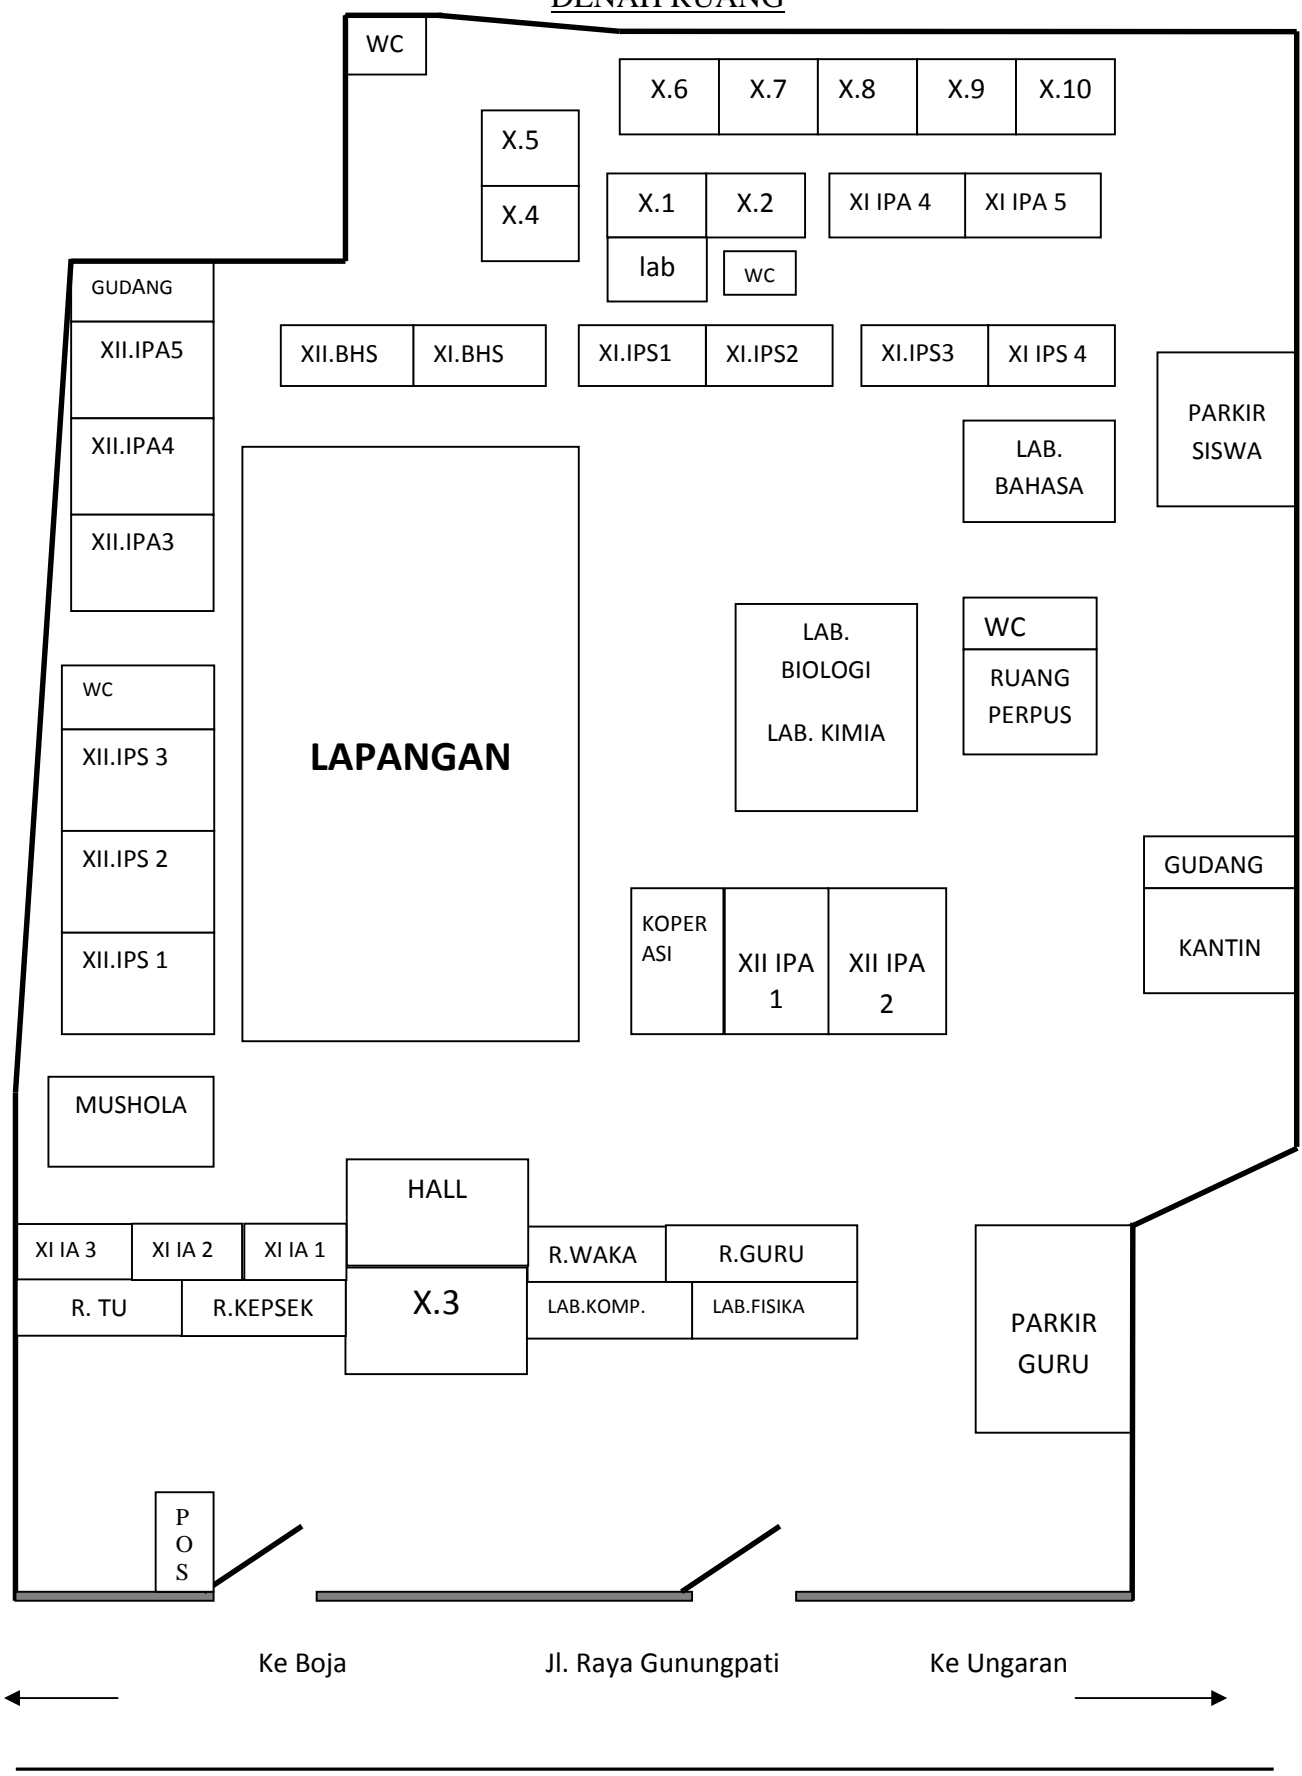 DENAH RUANG
WC
X.6
X.7
X.8
X.9
X.10
X.5
X.4
X.1
X.2
XI IPA 4
XI IPA 5
lab
WC
GUDANG
XII.IPA5
XII.IPA4
XII.IPA3
XII.BHS
XI.BHS
XI.IPS1
XI.IPS2
XI.IPS3
XI IPS 4
PARKIR
SISWA
LAB.
BAHASA
LAPANGAN
LAB.
BIOLOGI
LAB. KIMIA
WC
RUANG
PERPUS
WC
XII.IPS 3
XII.IPS 2
XII.IPS 1
GUDANG
KANTIN
KOPER
ASI
XII IPA
1
XII IPA
2
MUSHOLA
HALL
XI IA 3
XI IA 2
XI IA 1
R.WAKA
R.GURU
R. TU
R.KEPSEK
X.3
LAB.KOMP.
LAB.FISIKA
PARKIR
GURU
P
O
S
Ke Boja
Jl. Raya Gunungpati
Ke Ungaran